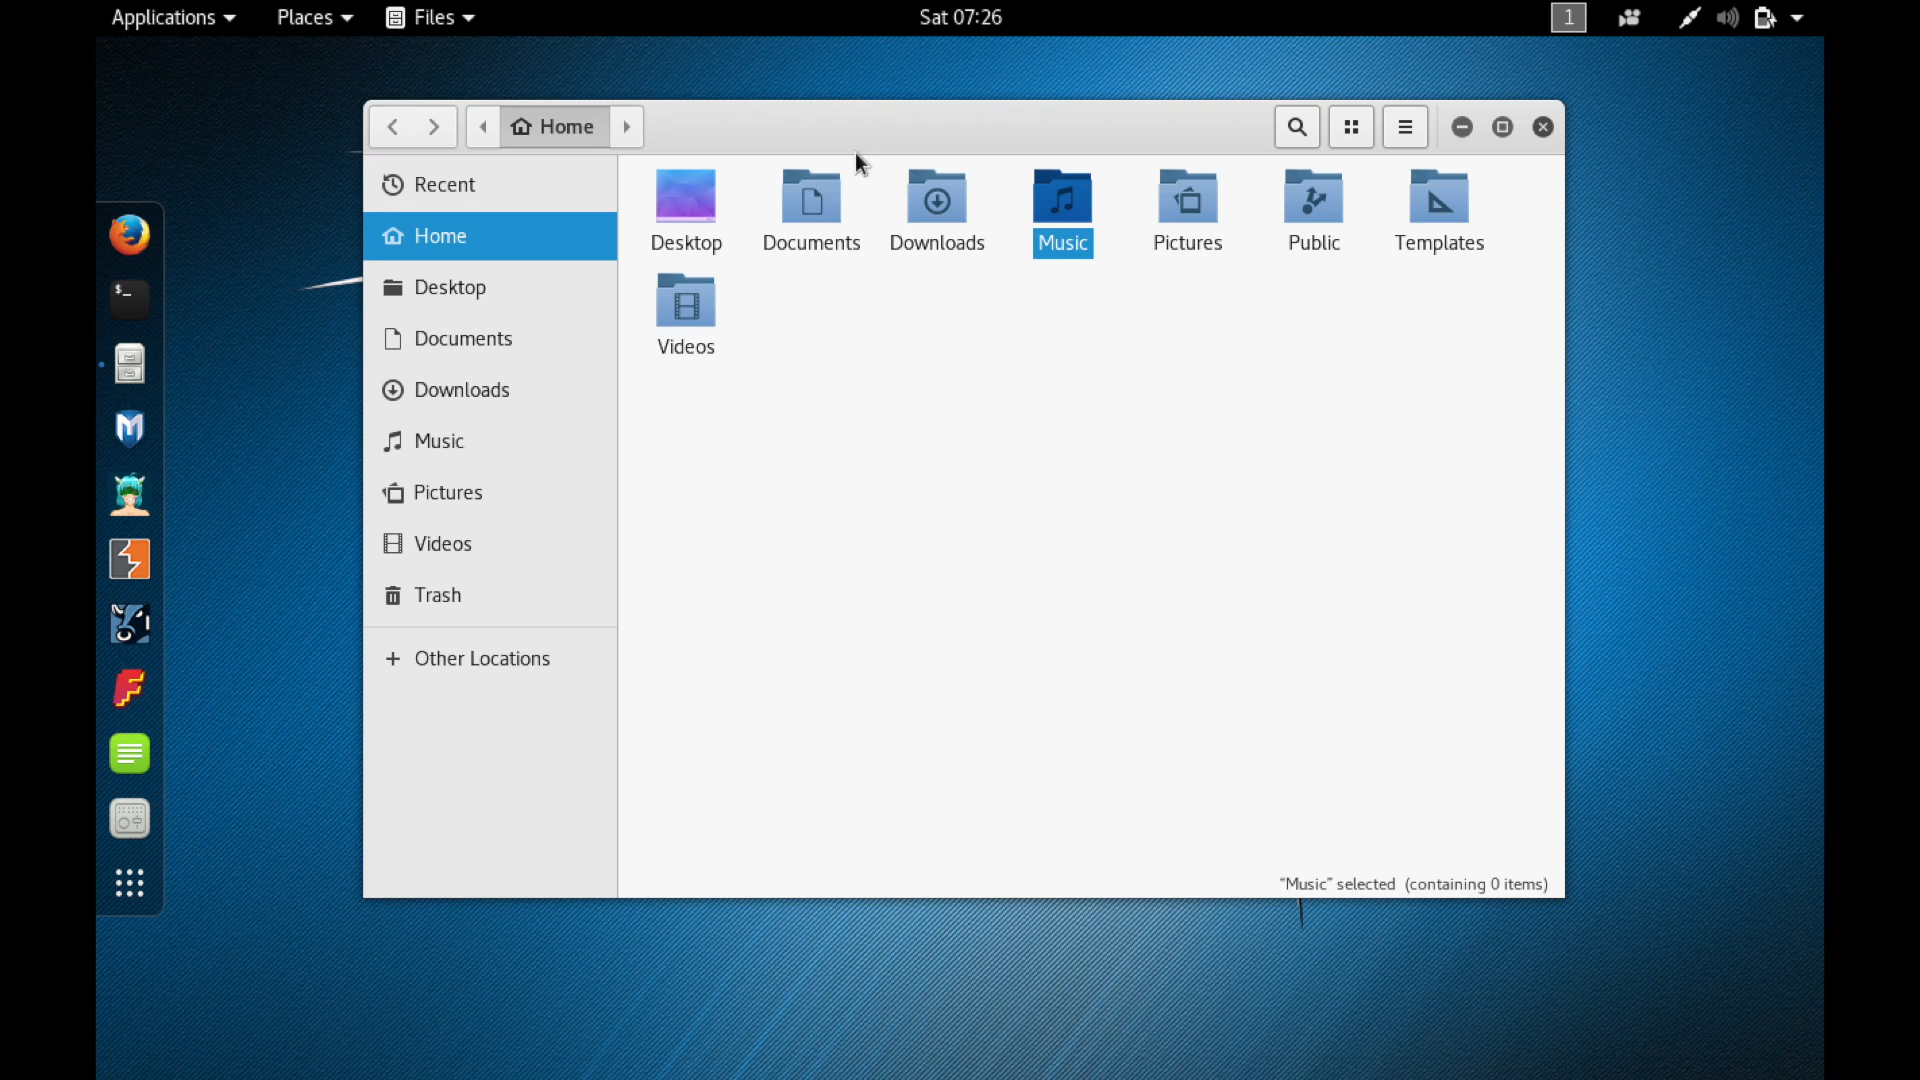 Applications Places Files Sat 07:26 1
Home
Recent
Home
Desktop
Documents
Downloads
Music
Pictures
Videos
Trash
+ Other Locations
Desktop Documents Downloads Music Pictures Public Templates
Videos
"Music" selected (containing 0 items)
$_